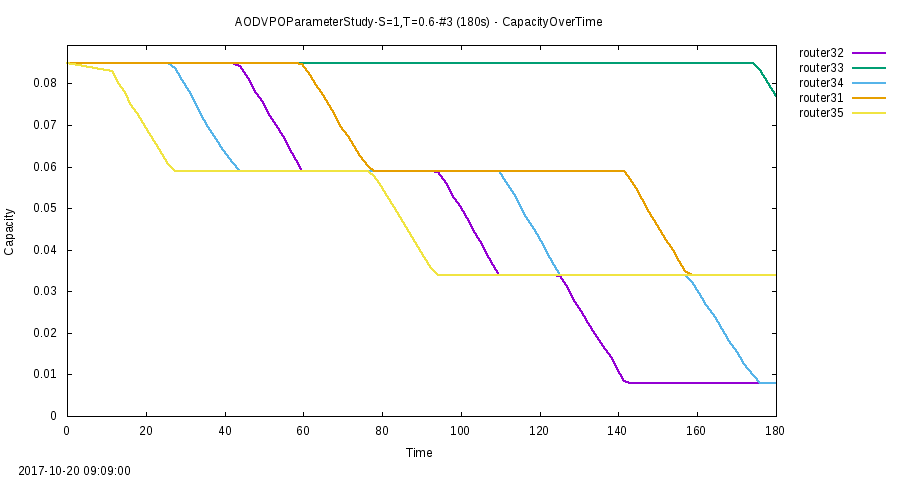 AODVPOParameterStudy-S=1,T=0.6-#3 (180s) - CapacityOverTime
router32
router33
router34
router31
router35
0.08
0.07
0.06
0.05
0.04
0.03
0.02
0.01
0
Capacity
0 20 40 60 80 100 120 140 160 180
Time
2017-10-20 09:09:00